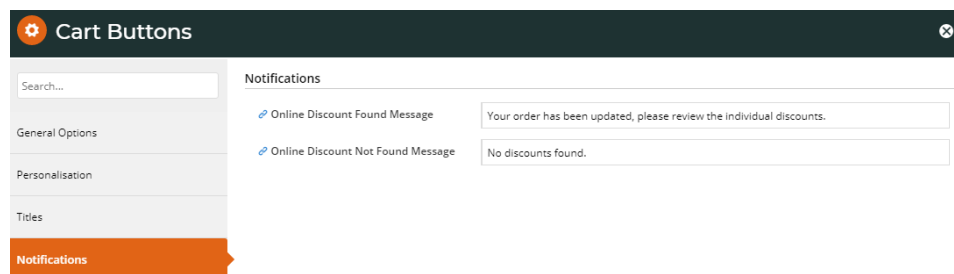 Cart Buttons
Search...
General Options
Personalisation
Titles
Notifications
Notifications
Online Discount Found Message
Your order has been updated, please review the individual discounts.
Online Discount Not Found Message
No discounts found.